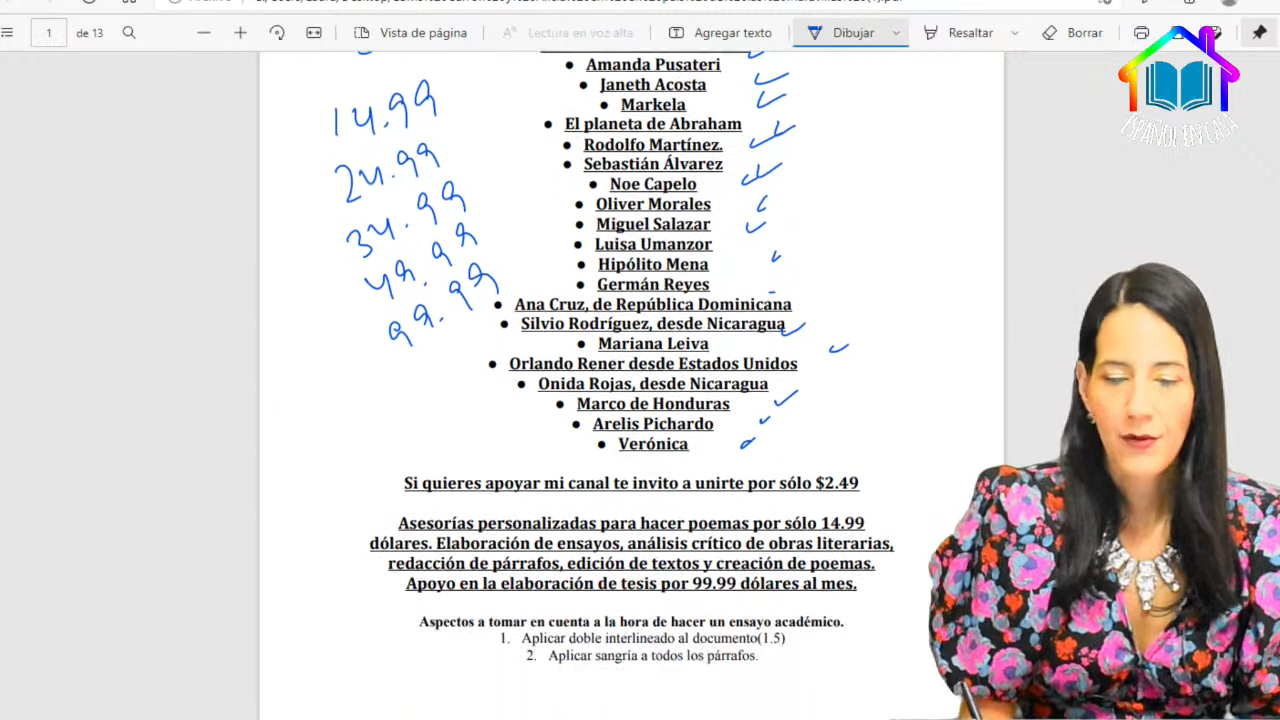 1
de 13
Vista de página
Lectura en voz alta
Agregar texto
Dibujar
Resaltar
Borrar
ESPAÑOL EN CASA
14.99
24.99
34.99
49.99
99.99
Amanda Pusateri
Janeth Acosta
Markela
El planeta de Abraham
Rodolfo Martínez.
Sebastián Álvarez
Noe Capelo
Oliver Morales
Miguel Salazar
Luisa Umanzor
Hipólito Mena
Germán Reyes
Ana Cruz, de República Dominicana
Silvio Rodríguez, desde Nicaragua
Mariana Leiva
Orlando Rener desde Estados Unidos
Onida Rojas, desde Nicaragua
Marco de Honduras
Arelis Pichardo
Verónica
Si quieres apoyar mi canal te invito a unirte por sólo $2.49
Asesorías personalizadas para hacer poemas por sólo 14.99
dólares. Elaboración de ensayos, análisis crítico de obras literarias,
redacción de párrafos, edición de textos y creación de poemas.
Apoyo en la elaboración de tesis por 99.99 dólares al mes.
Aspectos a tomar en cuenta a la hora de hacer un ensayo académico.
1. Aplicar doble interlineado al documento(1.5)
2. Aplicar sangría a todos los párrafos.